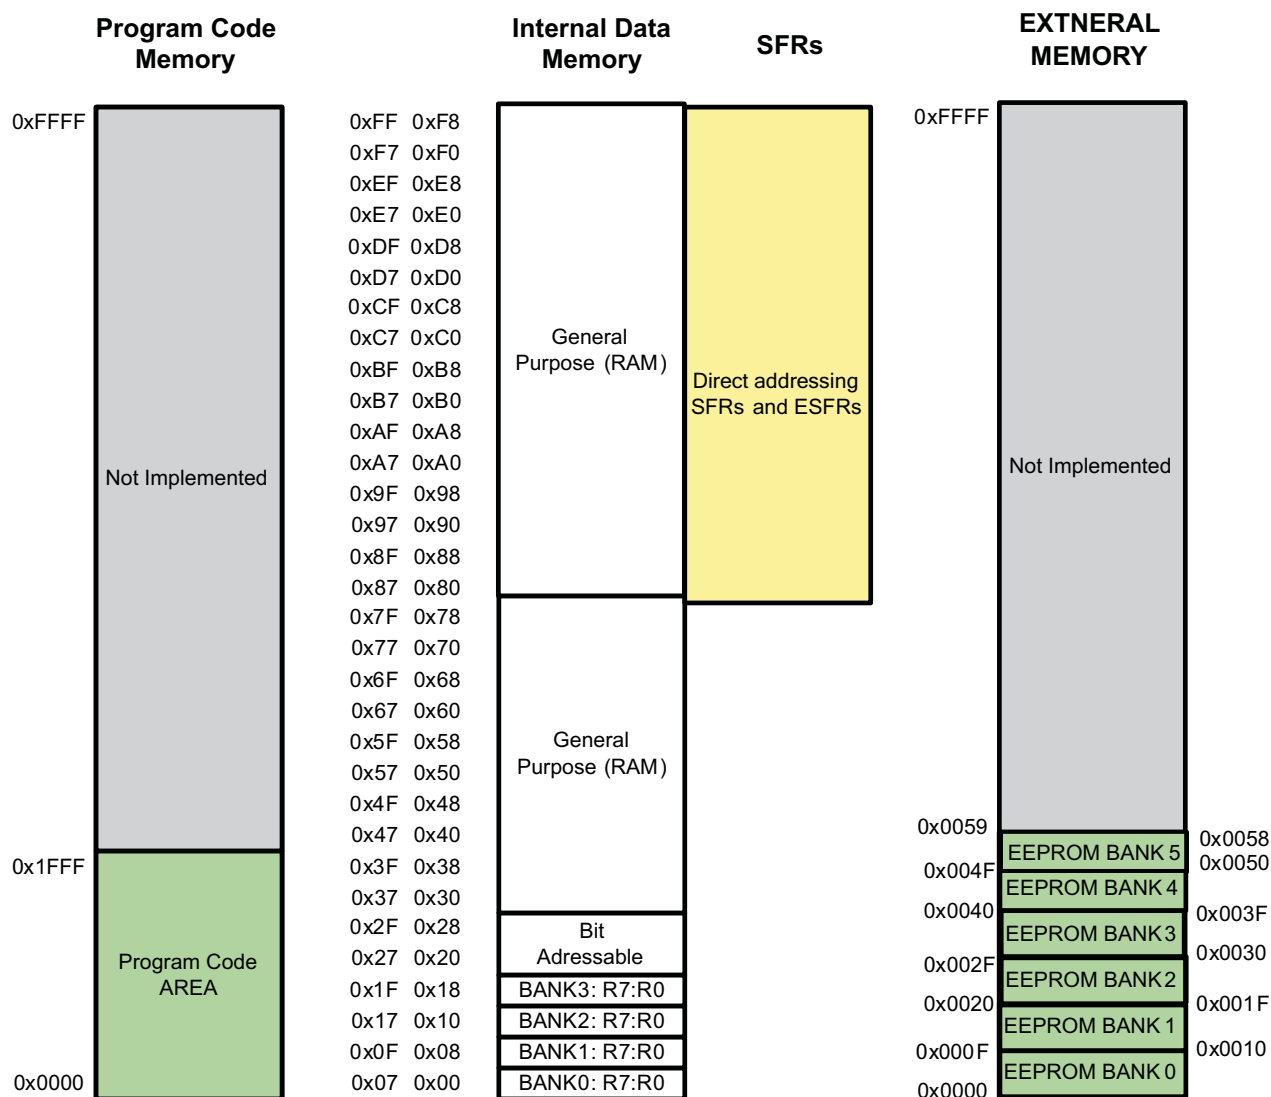 Program Code
Memory
0xFFFF
Not Implemented
0x1FFF
Program Code
AREA
0x0000
Internal Data
Memory
SFRs
0xFF 0xF8
0xF7 0xF0
0xEF 0xE8
0xE7 0xE0
0xDF 0xD8
0xD7 0xD0
0xCF 0xC8
0xC7 0xC0
0xBF 0xB8
0xB7 0xB0
0xAF 0xA8
0xA7 0xA0
0x9F 0x98
0x97 0x90
0x8F 0x88
0x87 0x80
0x7F 0x78
0x77 0x70
0x6F 0x68
0x67 0x60
0x5F 0x58
0x57 0x50
0x4F 0x48
0x47 0x40
0x3F 0x38
0x37 0x30
0x2F 0x28
0x27 0x20
0x1F 0x18
0x17 0x10
0x0F 0x08
0x07 0x00
General
Purpose (RAM)
General
Purpose (RAM)
Bit
Adressable
BANK3: R7:R0
BANK2: R7:R0
BANK1: R7:R0
BANK0: R7:R0
Direct addressing
SFRs and ESFRs
EXTNERAL
MEMORY
0xFFFF
Not Implemented
0x0059
0x0058
EEPROM BANK 5
0x0050
0x004F
EEPROM BANK 4
0x0040
0x003F
EEPROM BANK 3
0x0030
0x002F
EEPROM BANK 2
0x0020
0x001F
EEPROM BANK 1
0x0010
0x000F
EEPROM BANK 0
0x0000